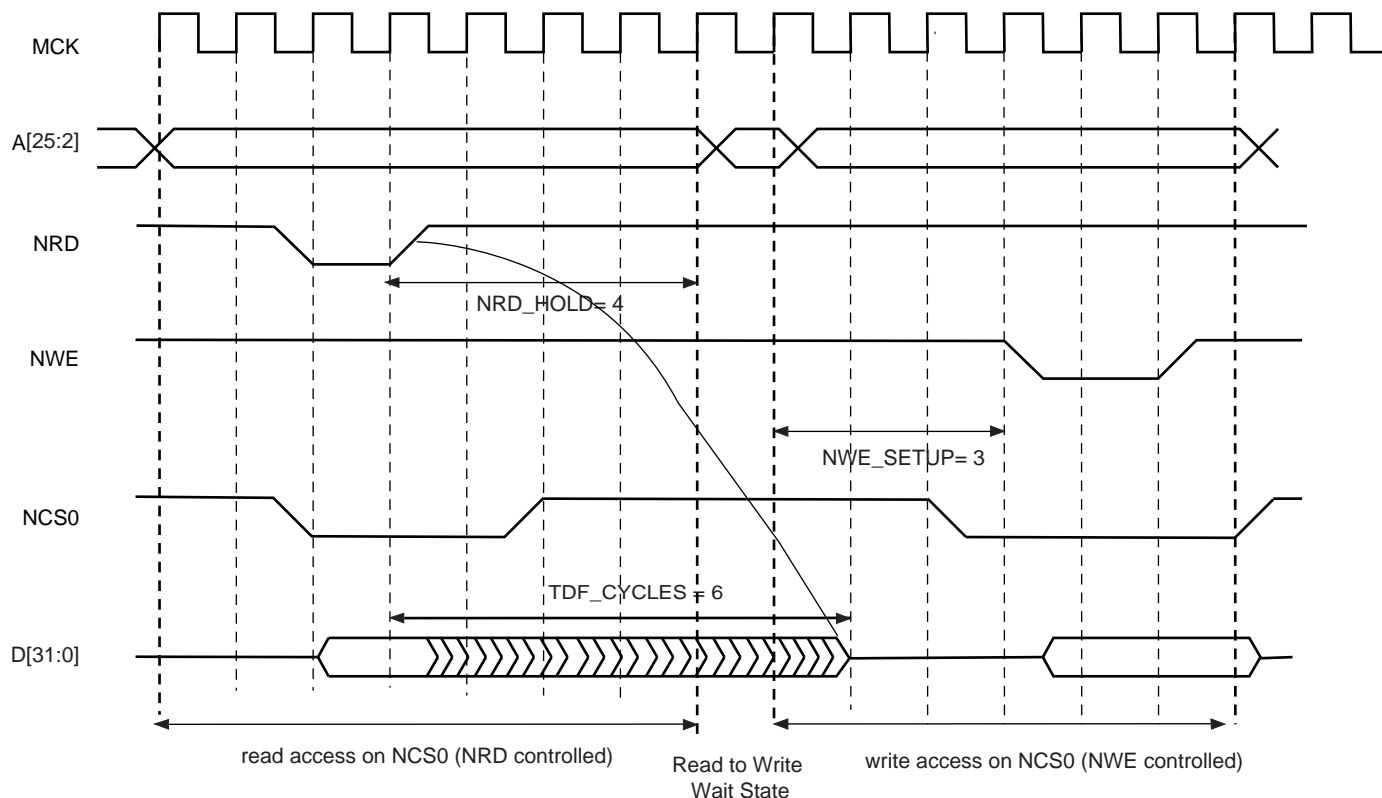 MCK
A[25:2]
NRD
NRD_HOLD= 4
NWE
NWE_SETUP= 3
NCS0
TDF_CYCLES = 6
D[31:0]
read access on NCS0 (NRD controlled)
Read to Write
Wait State
write access on NCS0 (NWE controlled)